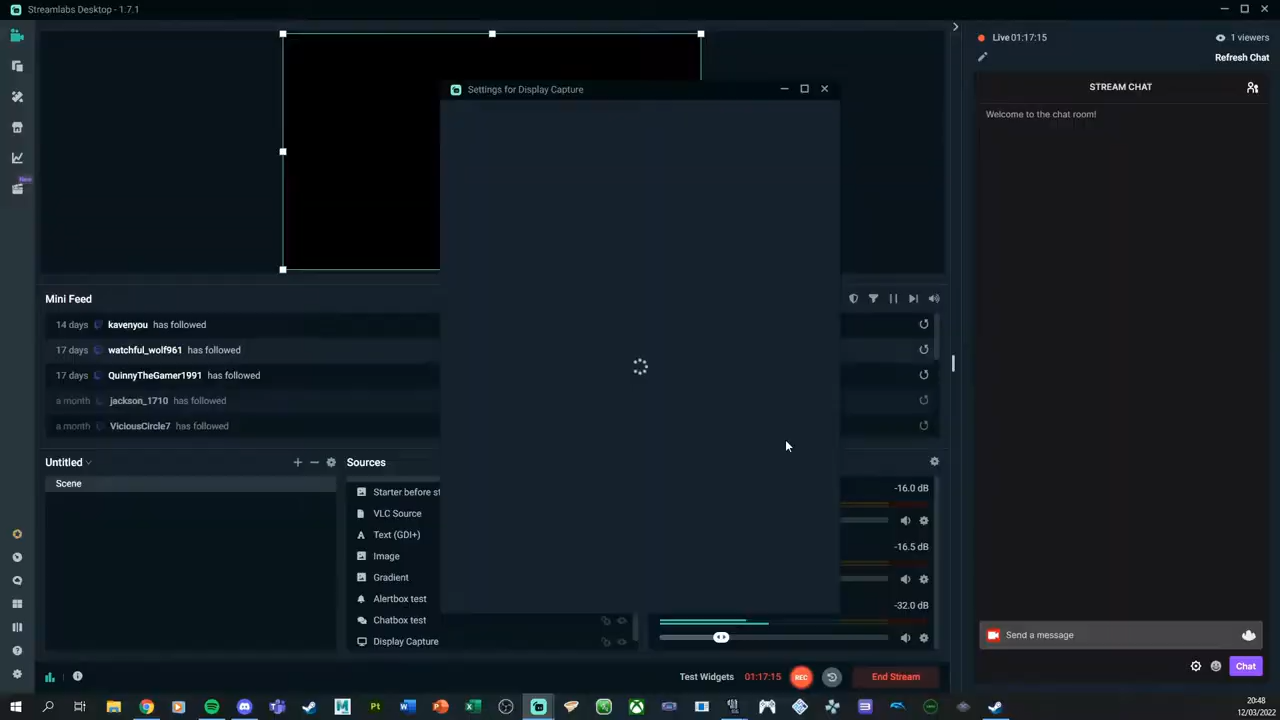 Streamlabs Desktop - 1.7.1
Live 01:17:15
1 viewers
Refresh Chat
Settings for Display Capture
STREAM CHAT
Welcome to the chat room!
New
Mini Feed
14 days kavenyou has followed
17 days watchful_wolf961 has followed
17 days QuinnyTheGamer1991 has followed
a month jackson_1710 has followed
a month ViciousCircle7 has followed
Untitled
Sources
Scene
Starter before st
VLC Source
Text (GDI+)
Image
Gradient
Alertbox test
Chatbox test
Display Capture
-16.0 dB
-16.5 dB
-32.0 dB
Send a message
Chat
Test Widgets
01:17:15
REC
End Stream
Pt
20:48
12/03/2022